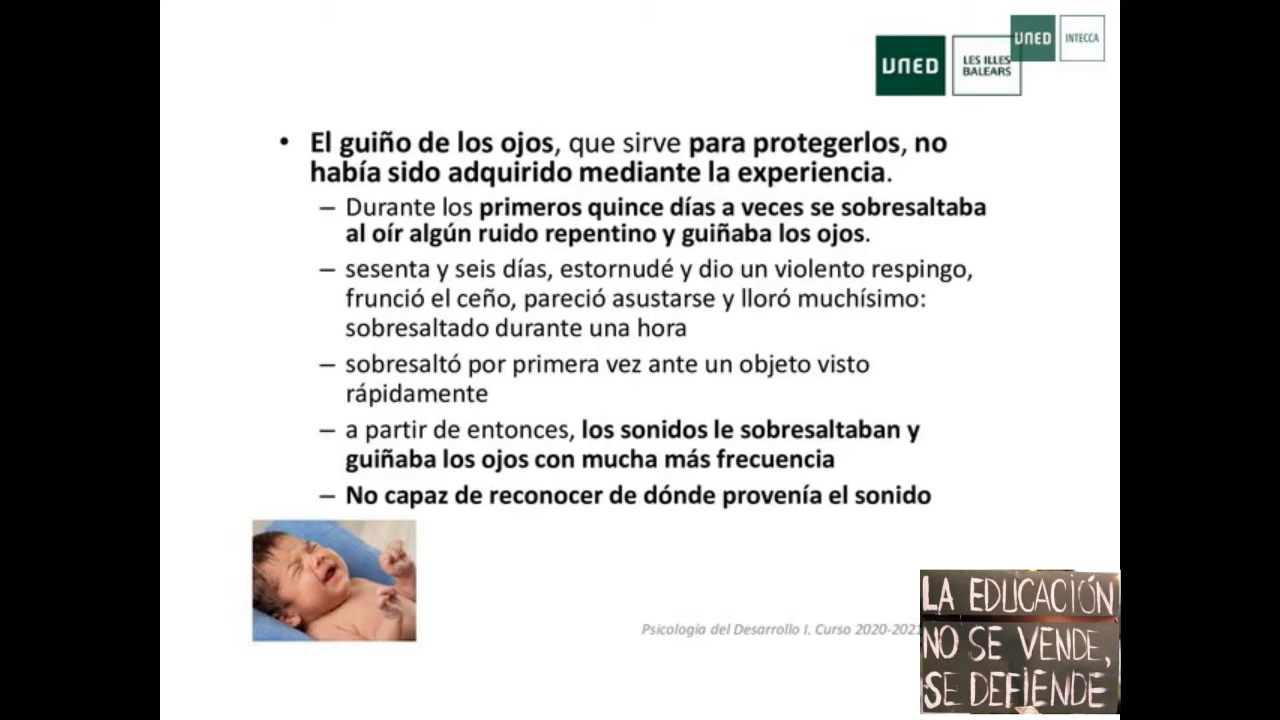 UNED
INTECCA
UNED
LES ILLES
BALEARS
• El guiño de los ojos, que sirve para protegerlos, no
había sido adquirido mediante la experiencia.
– Durante los primeros quince días a veces se sobresaltaba
al oír algún ruido repentino y guiñaba los ojos.
– sesenta y seis días, estornudé y dio un violento respingo,
frunció el ceño, pareció asustarse y lloró muchísimo:
sobresaltado durante una hora
– sobresaltó por primera vez ante un objeto visto
rápidamente
– a partir de entonces, los sonidos le sobresaltaban y
guiñaba los ojos con mucha más frecuencia
– No capaz de reconocer de dónde provenía el sonido
Psicología del Desarrollo I. Curso 2020-2021
LA EDUCACIÓN
NO SE VENDE,
SE DEFIENDE